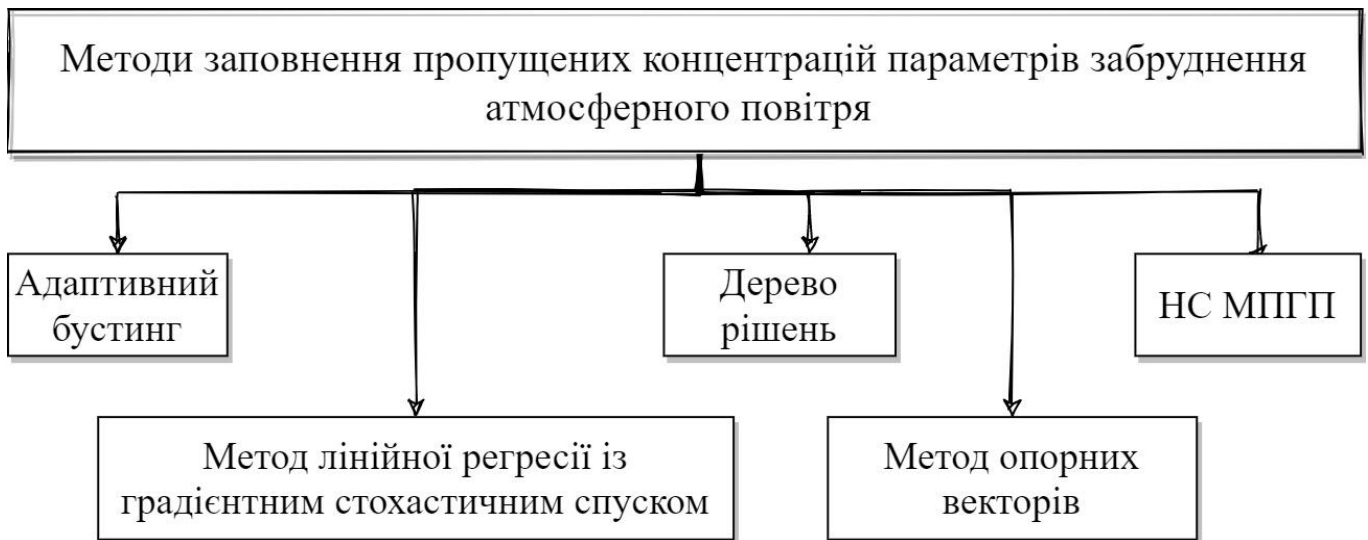 Методи заповнення пропущених концентрацій параметрів забруднення
атмосферного повітря
Адаптивний
бустинг
Дерево
рішень
НС МПГП
Метод лінійної регресії із
градієнтним стохастичним спуском
Метод опорних
векторів